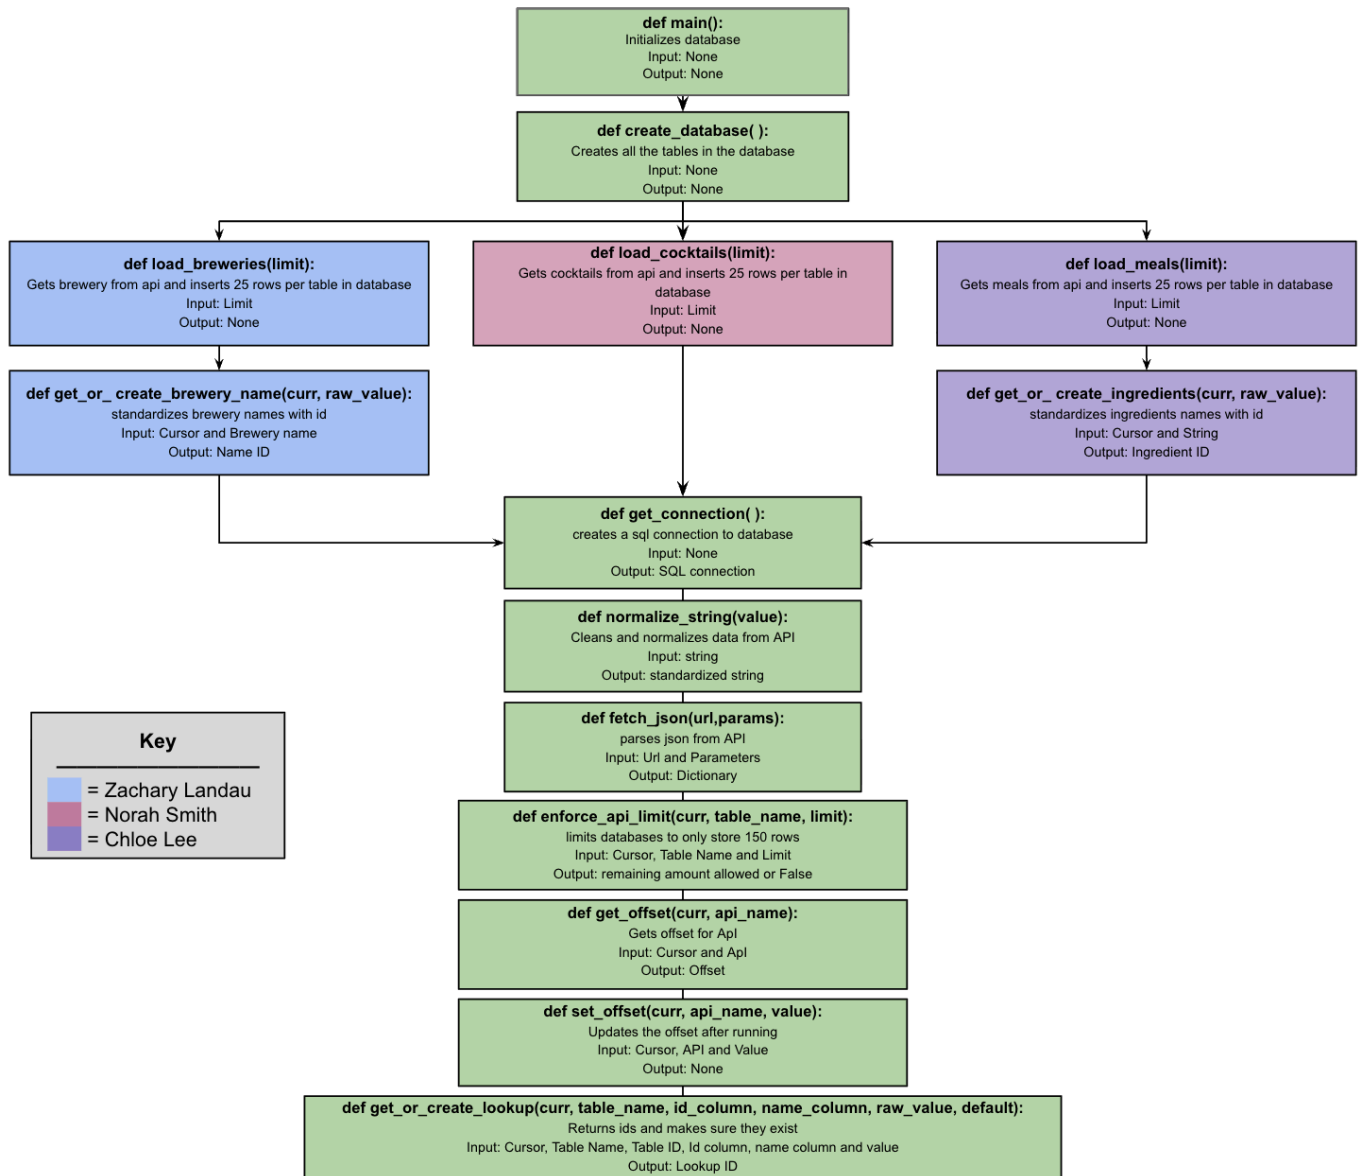 def main():
Initializes database
Input: None
Output: None
def create_database( ):
Creates all the tables in the database
Input: None
Output: None
def load_breweries(limit):
Gets brewery from api and inserts 25 rows per table in database
Input: Limit
Output: None
def load_cocktails(limit):
Gets cocktails from api and inserts 25 rows per table in
database
Input: Limit
Output: None
def load_meals(limit):
Gets meals from api and inserts 25 rows per table in database
Input: Limit
Output: None
def get_or_ create_brewery_name(curr, raw_value):
standardizes brewery names with id
Input: Cursor and Brewery name
Output: Name ID
def get_or_ create_ingredients(curr, raw_value):
standardizes ingredients names with id
Input: Cursor and String
Output: Ingredient ID
def get_connection( ):
creates a sql connection to database
Input: None
Output: SQL connection
def normalize_string(value):
Cleans and normalizes data from API
Input: string
Output: standardized string
def fetch_json(url,params):
parses json from API
Input: Url and Parameters
Output: Dictionary
Key
= Zachary Landau
= Norah Smith
= Chloe Lee
def enforce_api_limit(curr, table_name, limit):
limits databases to only store 150 rows
Input: Cursor, Table Name and Limit
Output: remaining amount allowed or False
def get_offset(curr, api_name):
Gets offset for ApI
Input: Cursor and ApI
Output: Offset
def set_offset(curr, api_name, value):
Updates the offset after running
Input: Cursor, API and Value
Output: None
def get_or_create_lookup(curr, table_name, id_column, name_column, raw_value, default):
Returns ids and makes sure they exist
Input: Cursor, Table Name, Table ID, Id column, name column and value
Output: Lookup ID